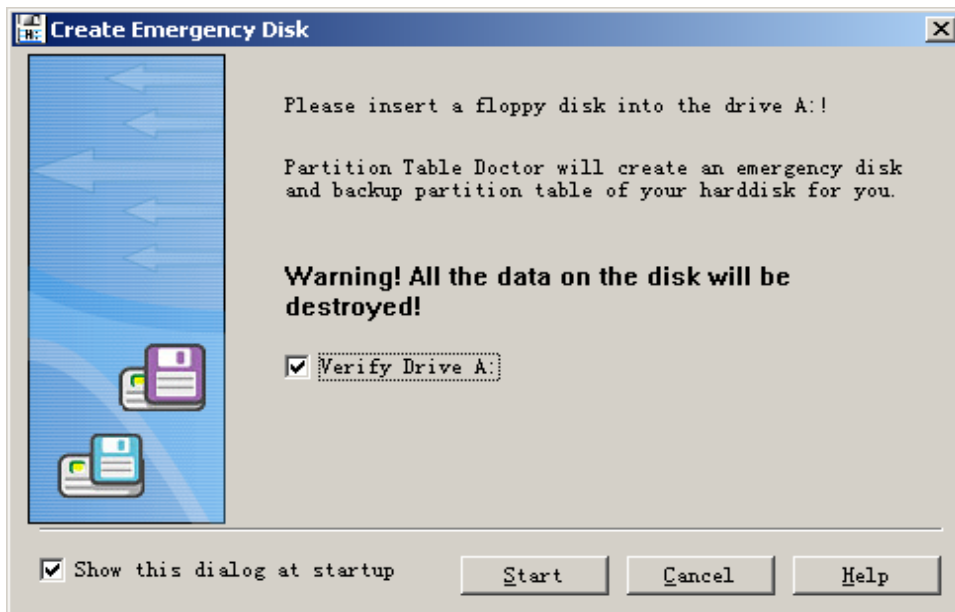 Create Emergency Disk
Please insert a floppy disk into the drive A:!
Partition Table Doctor will create an emergency disk
and backup partition table of your harddisk for you.
Warning! All the data on the disk will be
destroyed!
Verify Drive A:
Show this dialog at startup
Start
Cancel
Help